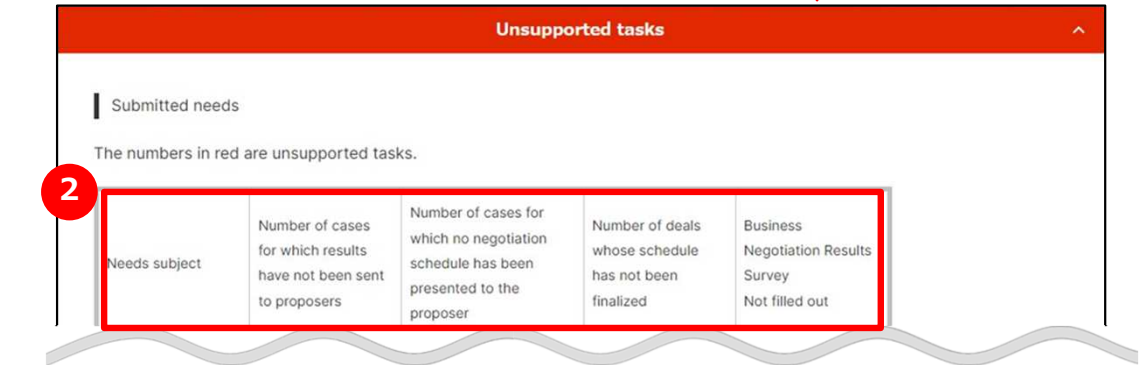 Unsupported tasks
Submitted needs
The numbers in red are unsupported tasks.
2
Needs subject
Number of cases
for which results
have not been sent
to proposers
Number of cases for
which no negotiation
schedule has been
presented to the
proposer
Number of deals
whose schedule
has not been
finalized
Business
Negotiation Results
Survey
Not filled out